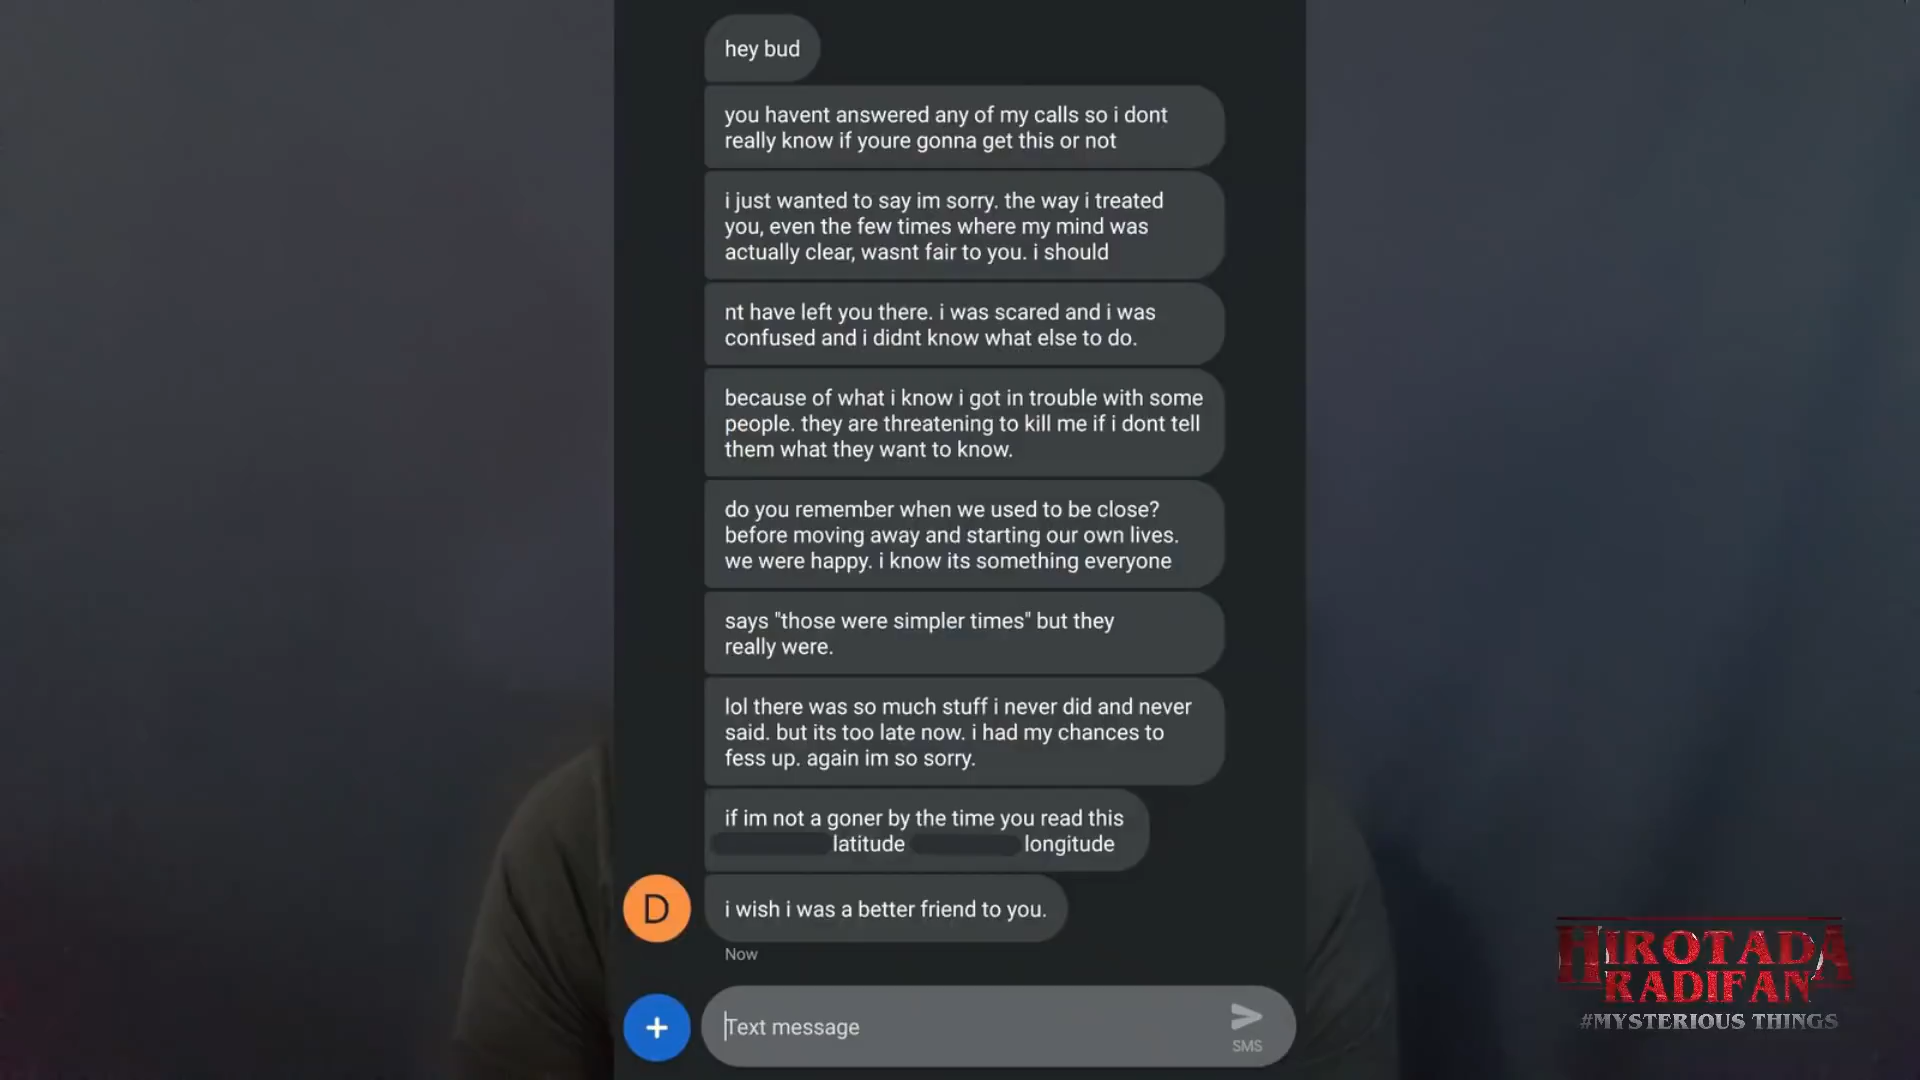 hey bud
you havent answered any of my calls so i dont
really know if youre gonna get this or not
i just wanted to say im sorry. the way i treated
you, even the few times where my mind was
actually clear, wasnt fair to you. i should
nt have left you there. i was scared and i was
confused and i didnt know what else to do.
because of what i know i got in trouble with some
people. they are threatening to kill me if i dont tell
them what they want to know.
do you remember when we used to be close?
before moving away and starting our own lives.
we were happy. i know its something everyone
says "those were simpler times" but they
really were.
lol there was so much stuff i never did and never
said. but its too late now. i had my chances to
fess up. again im so sorry.
if im not a goner by the time you read this
latitude longitude
D
i wish i was a better friend to you.
Now
+
Text message
SMS
HIROTADA
RADIFAN
#MYSTERIOUS THINGS